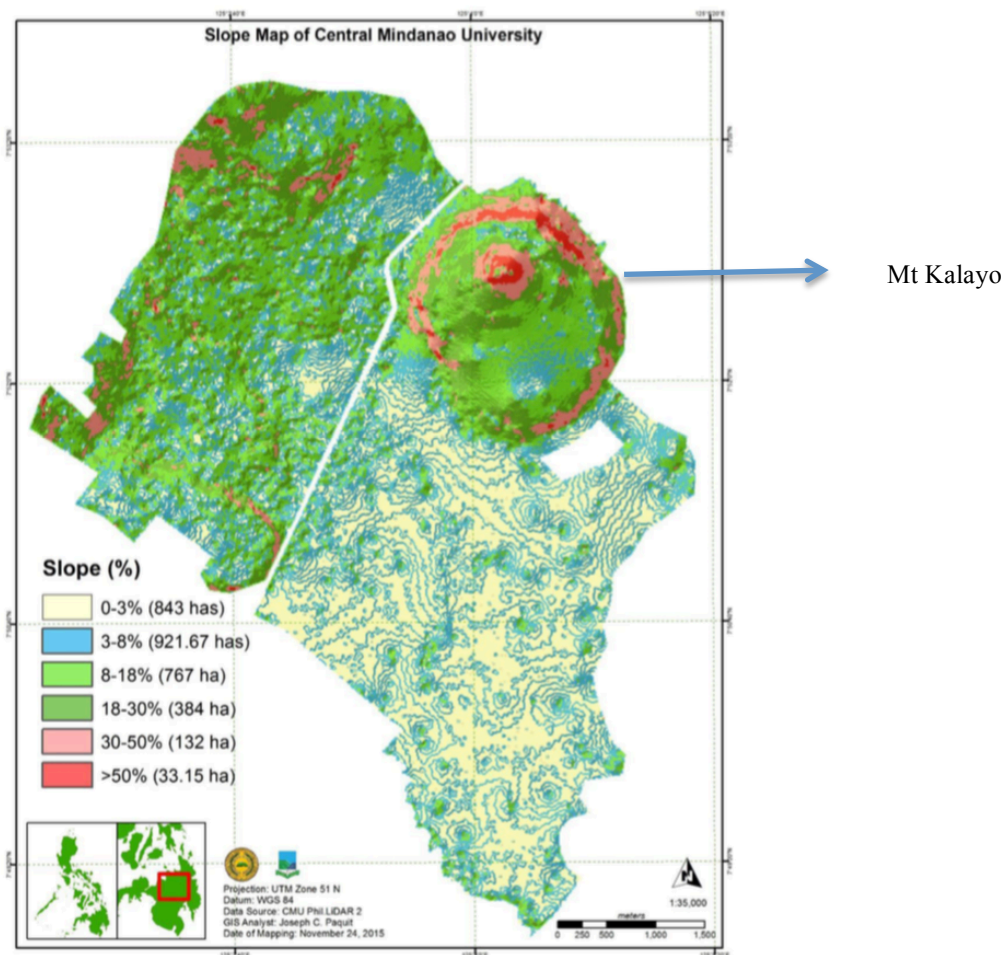 Slope Map of Central Mindanao University
Mt Kalayo
Slope (%)
0-3% (843 has)
3-8% (921.67 has)
8-18% (767 ha)
18-30% (384 ha)
30-50% (132 ha)
>50% (33.15 ha)
Projection: UTM Zone 51 N
Datum: WGS 84
Data Source: CMU Phil.LiDAR 2
GIS Analyst: Joseph C. Paquit
Date of Mapping: November 24, 2015
N
1:35,000
meters
0 250 500 1,000 1,500